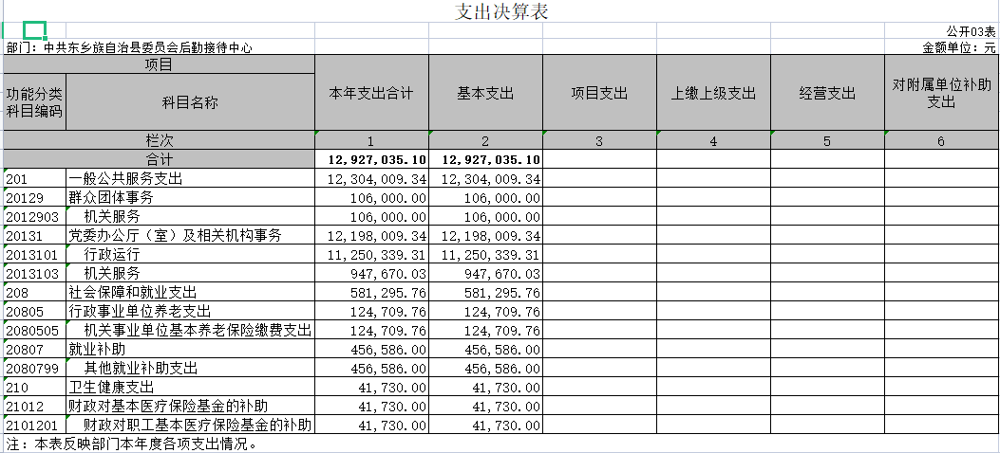 支出决算表
公开03表
部门：中共东乡族自治县委员会后勤接待中心 金额单位：元
项目 本年支出合计 基本支出 项目支出 上缴上级支出 经营支出 对附属单位补助支出
功能分类科目编码 科目名称
栏次 1 2 3 4 5 6
合计 12,927,035.10 12,927,035.10
201 一般公共服务支出 12,304,009.34 12,304,009.34
20129 群众团体事务 106,000.00 106,000.00
2012903 机关服务 106,000.00 106,000.00
20131 党委办公厅（室）及相关机构事务 12,198,009.34 12,198,009.34
2013101 行政运行 11,250,339.31 11,250,339.31
2013103 机关服务 947,670.03 947,670.03
208 社会保障和就业支出 581,295.76 581,295.76
20805 行政事业单位养老支出 124,709.76 124,709.76
2080505 机关事业单位基本养老保险缴费支出 124,709.76 124,709.76
20807 就业补助 456,586.00 456,586.00
2080799 其他就业补助支出 456,586.00 456,586.00
210 卫生健康支出 41,730.00 41,730.00
21012 财政对基本医疗保险基金的补助 41,730.00 41,730.00
2101201 财政对职工基本医疗保险基金的补助 41,730.00 41,730.00
注：本表反映部门本年度各项支出情况。